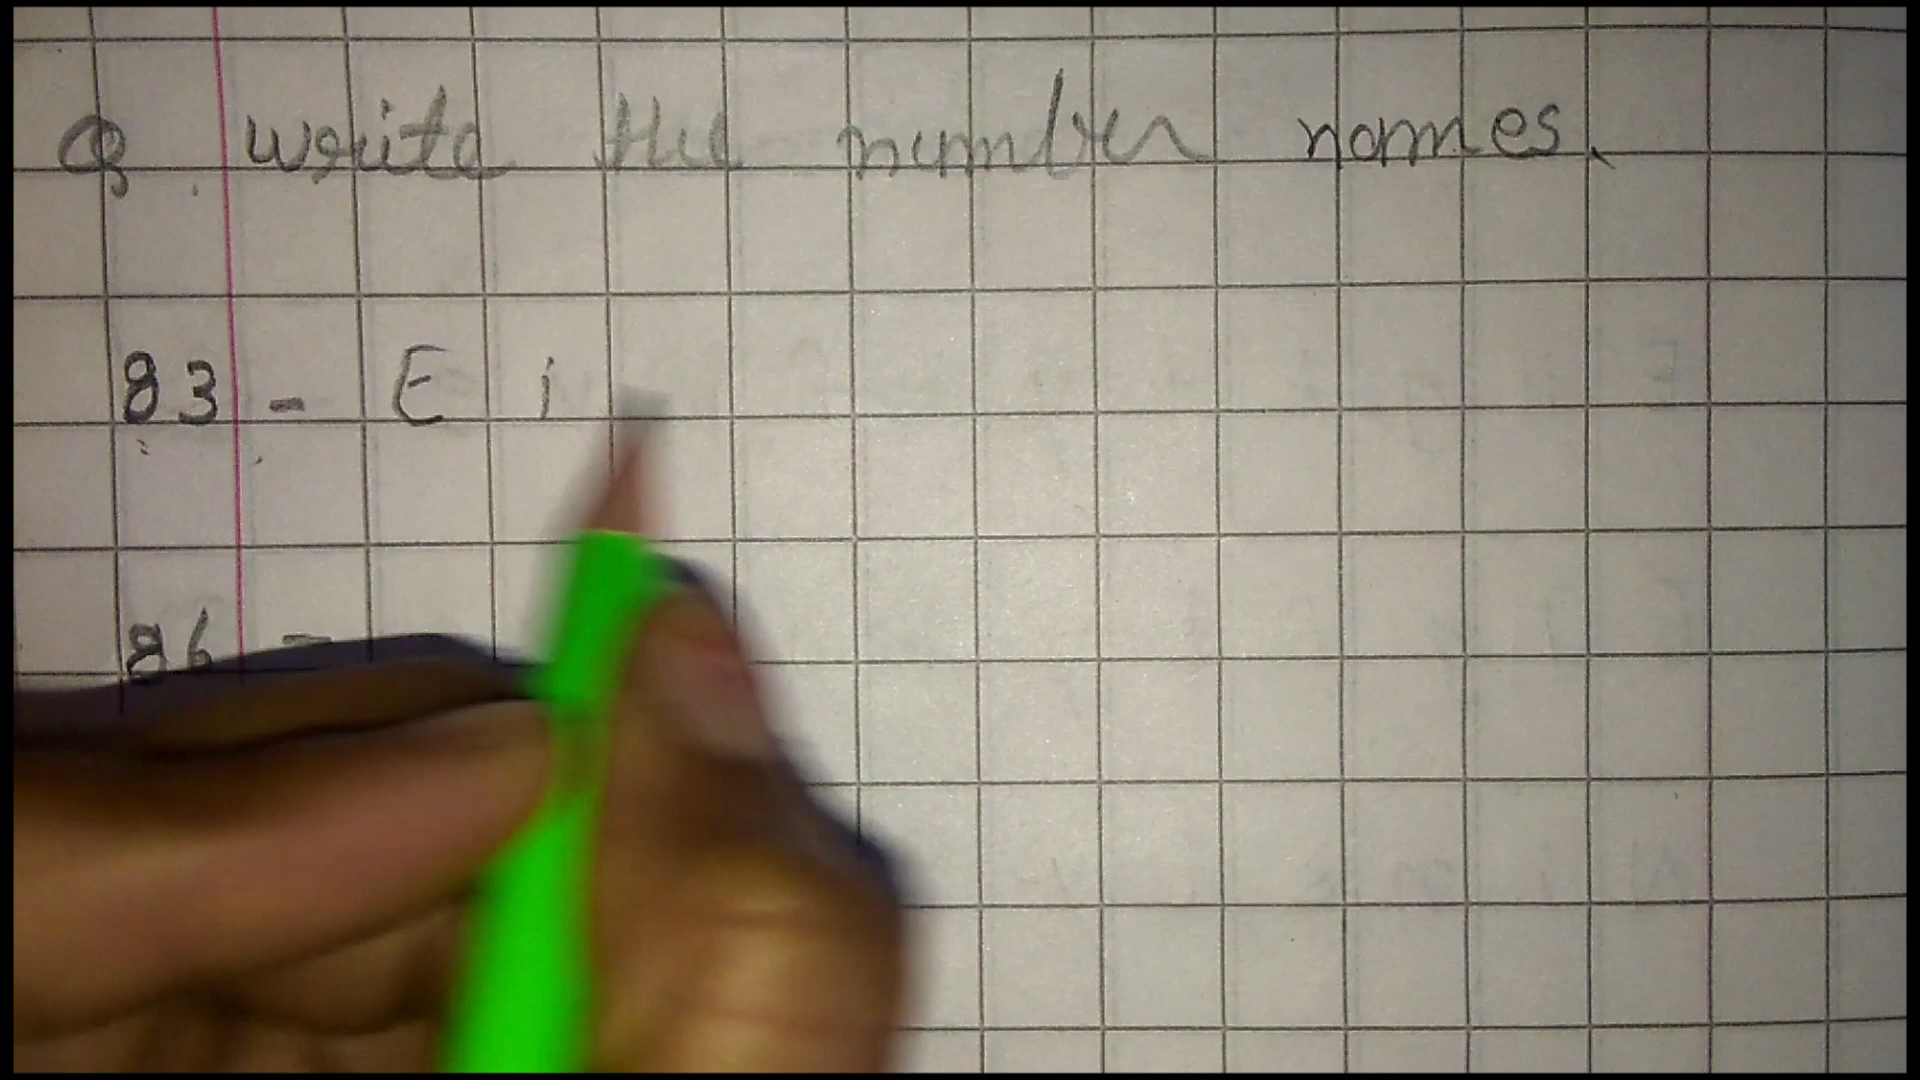 Q. write the number names.
83 - E i
86 -